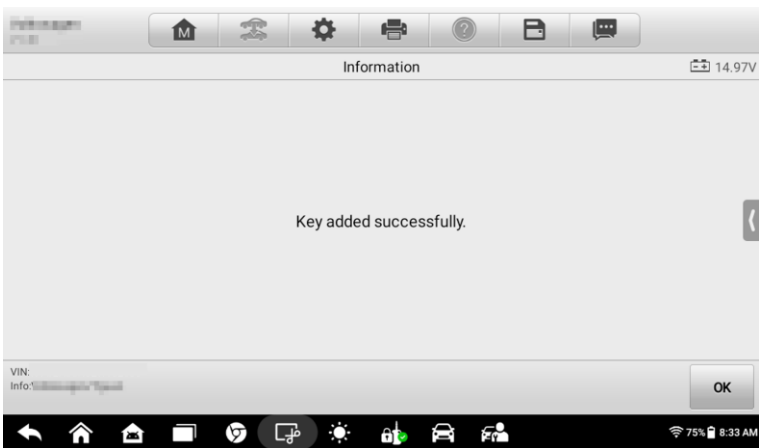 M
Information
14.97V
Key added successfully.
VIN:
Info:
OK
75% 8:33 AM